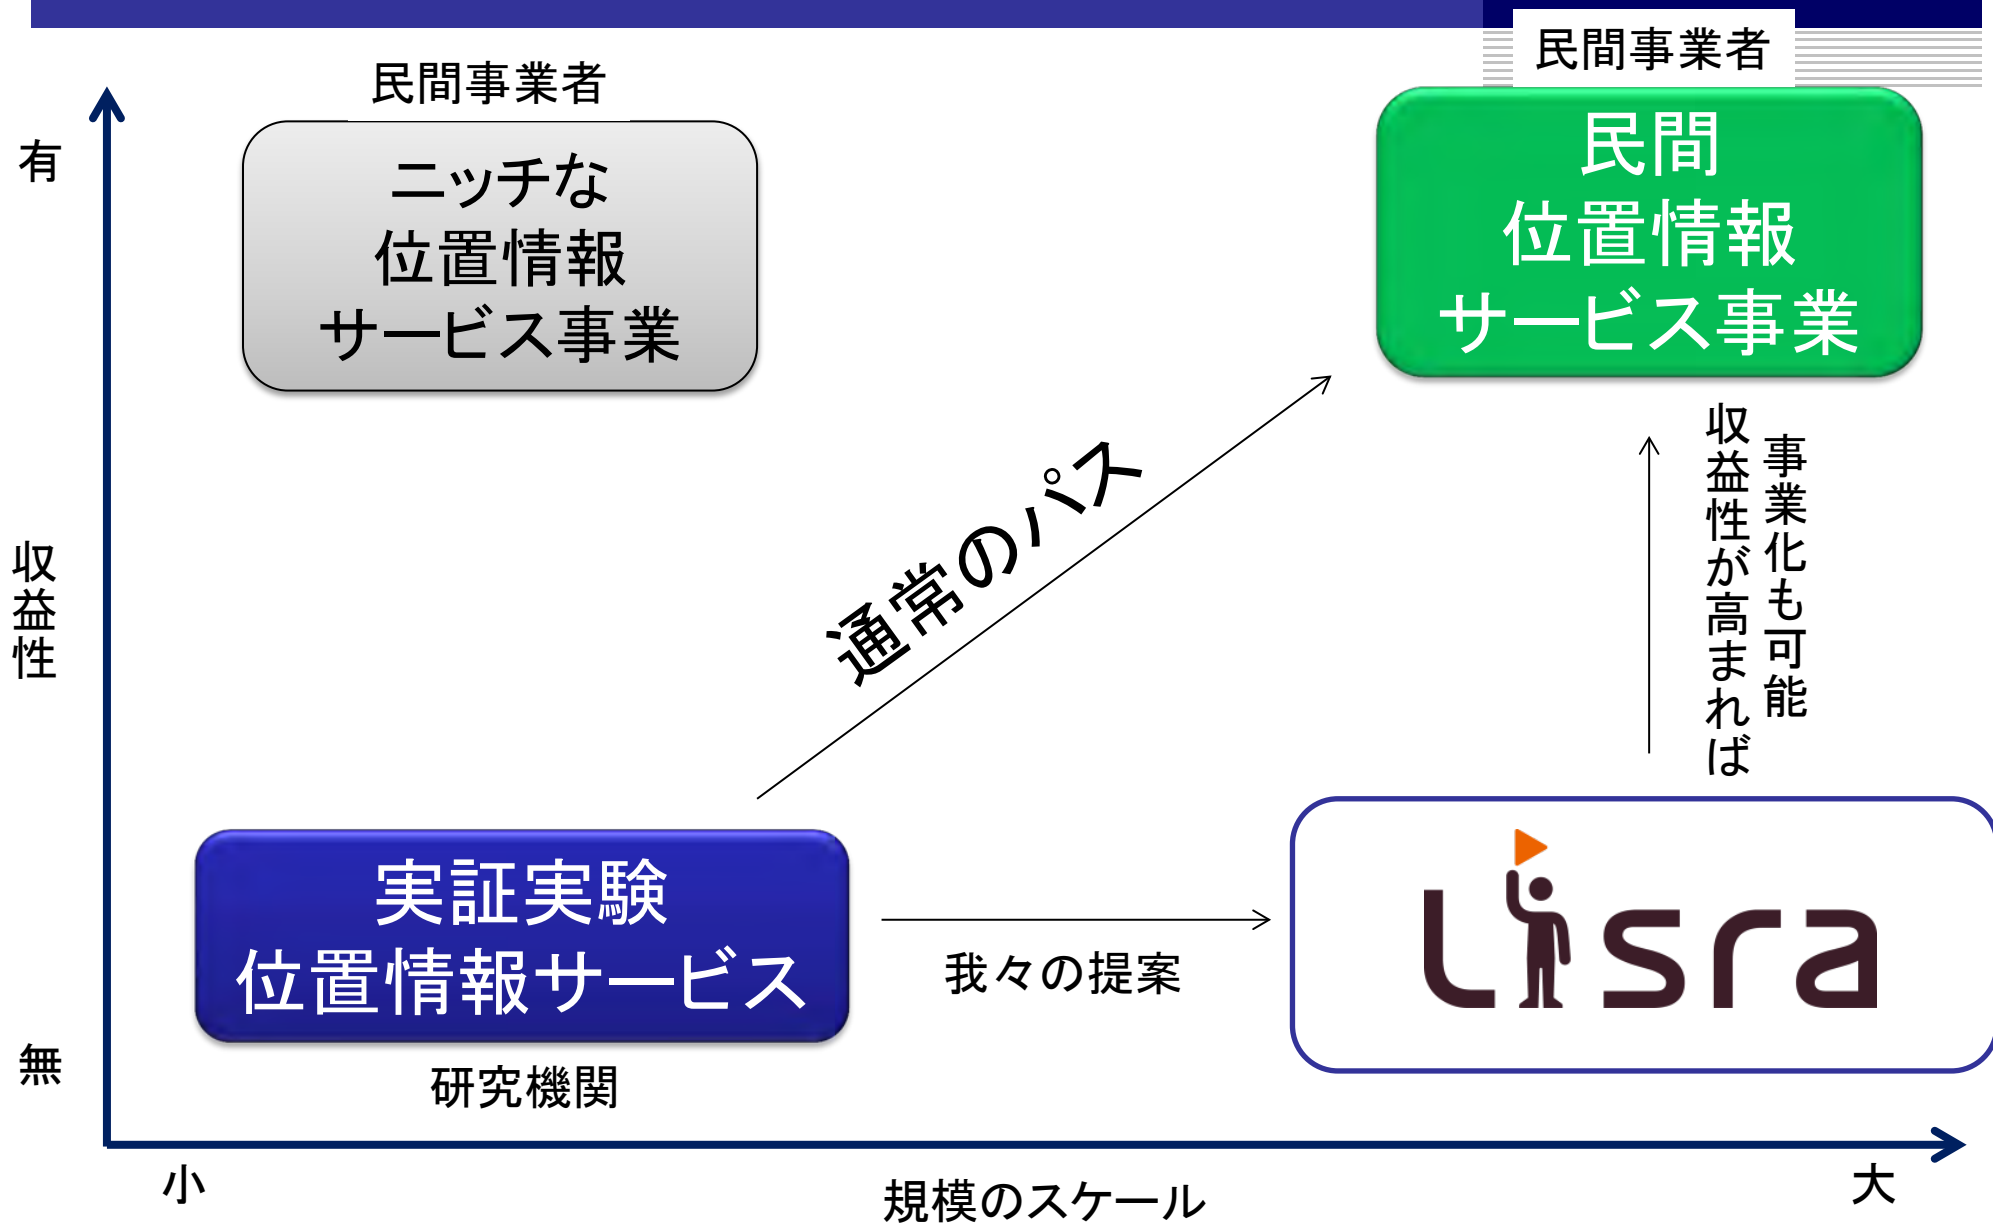 民間事業者
民間事業者
有
ニッチな
位置情報
サービス事業
民間
位置情報
サービス事業
収益性
通常のパス
収益性が高まれば
事業化も可能
実証実験
位置情報サービス
我々の提案
Lisra
無
研究機関
小
規模のスケール
大